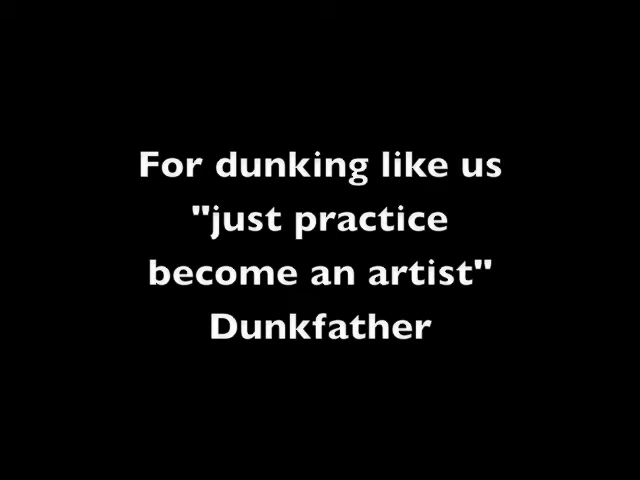 For dunking like us
"just practice
become an artist"
Dunkfather